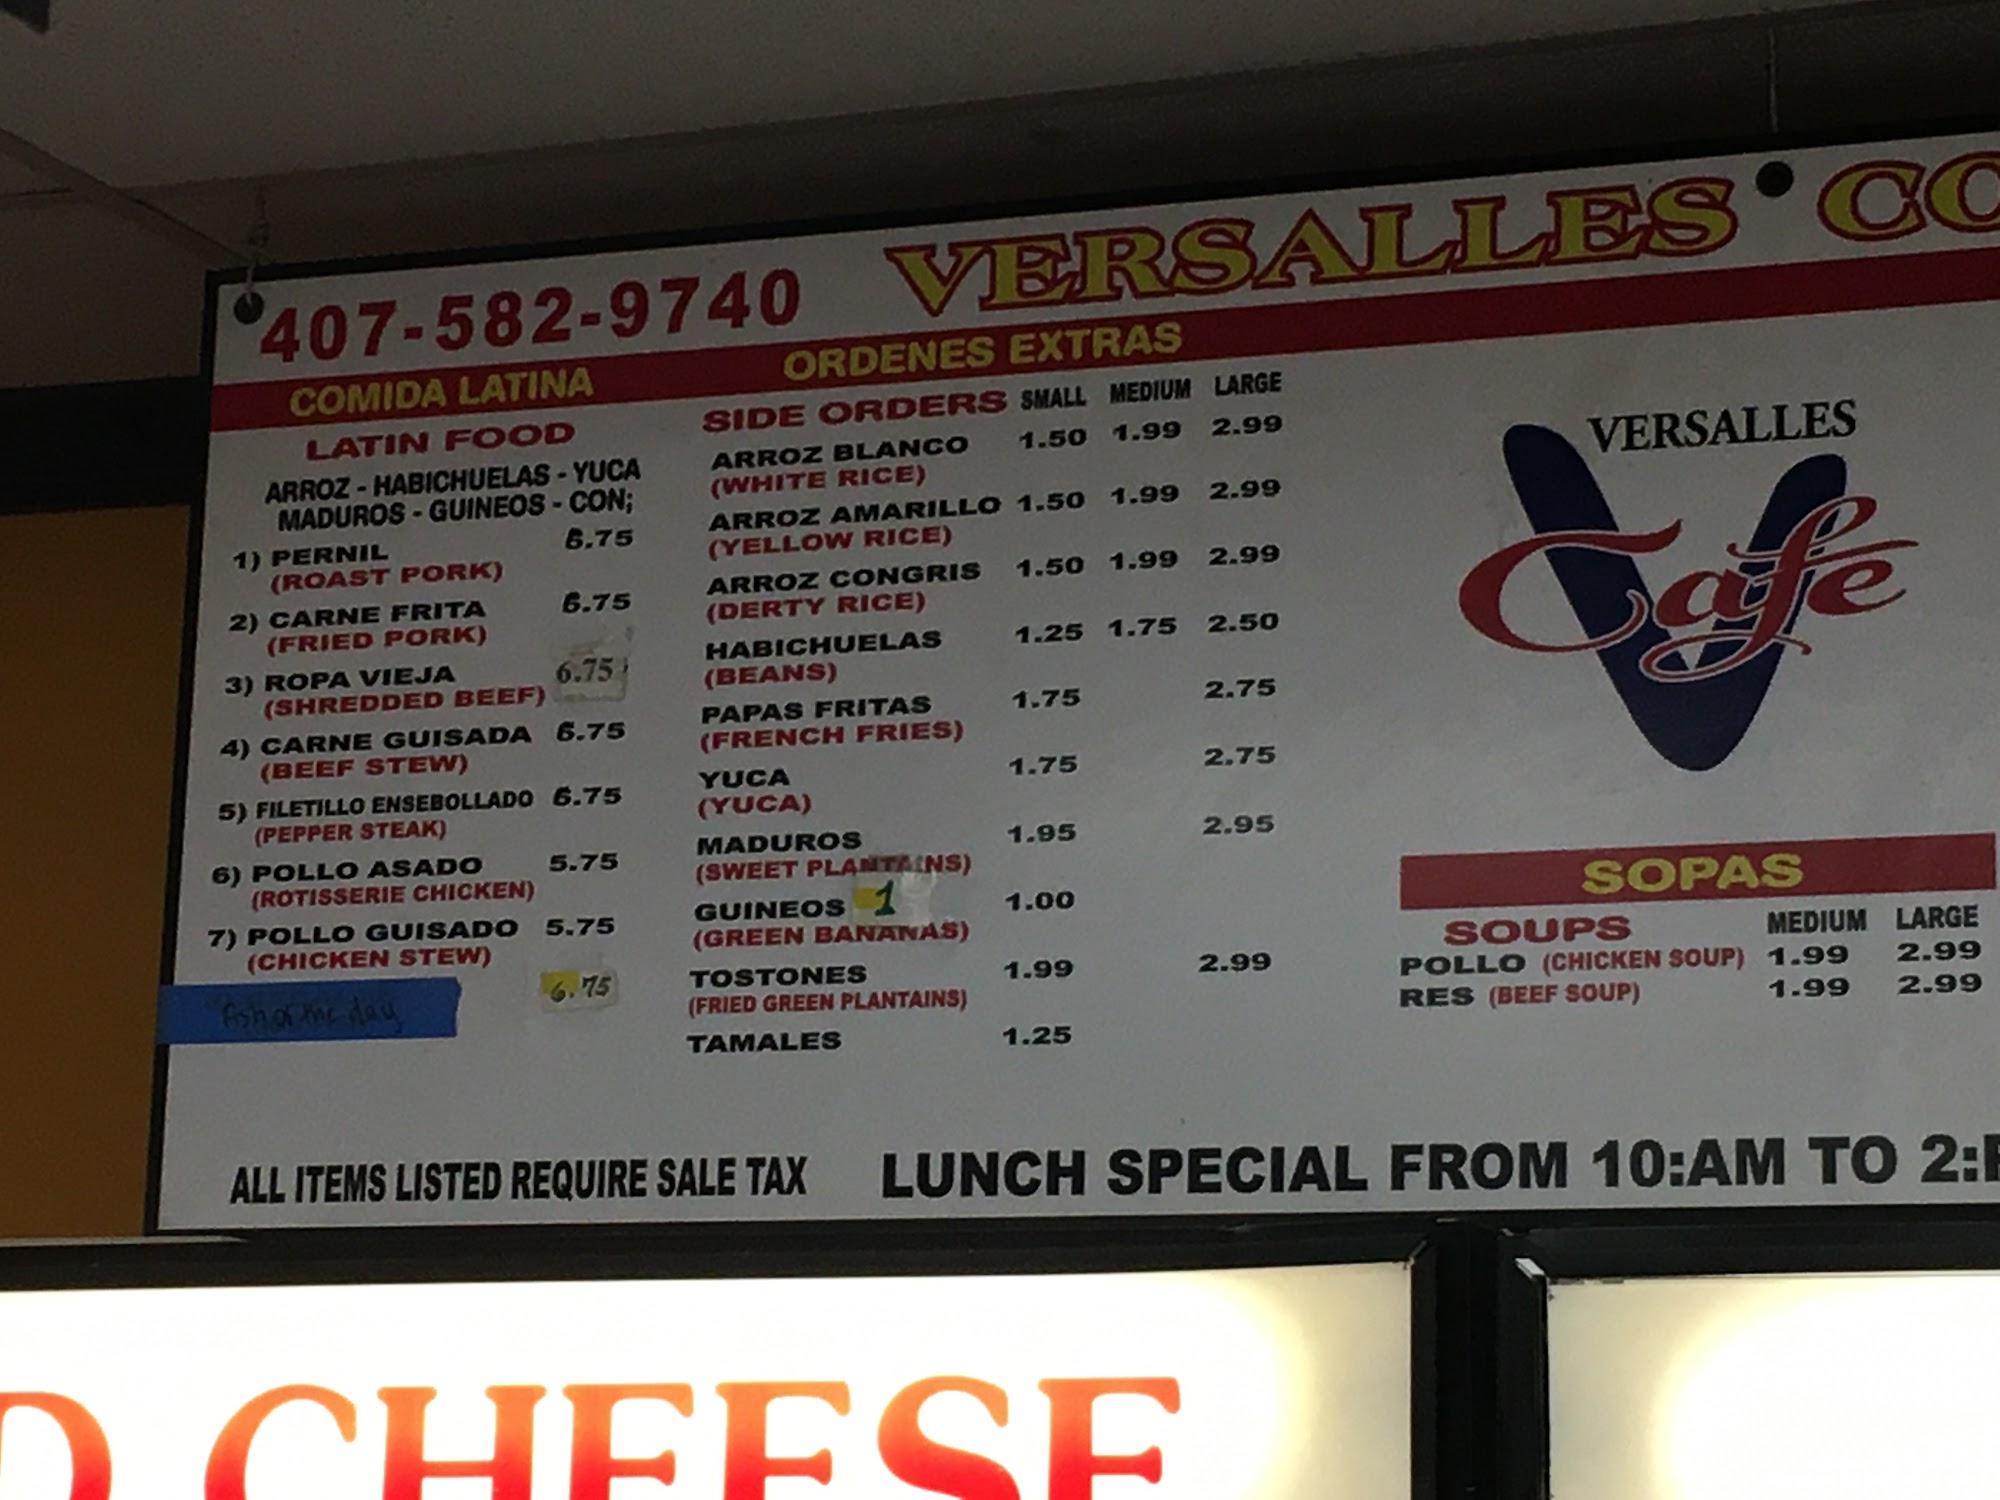 407-582-9740 VERSALLES CO
COMIDA LATINA
LATIN FOOD
ARROZ - HABICHUELAS - YUCA
MADUROS - GUINEOS - CON;
1) PERNIL 6.75
(ROAST PORK)
2) CARNE FRITA 6.75
(FRIED PORK)
3) ROPA VIEJA 6.75
(SHREDDED BEEF)
4) CARNE GUISADA 6.75
(BEEF STEW)
5) FILETILLO ENSEBOLLADO 6.75
(PEPPER STEAK)
6) POLLO ASADO 5.75
(ROTISSERIE CHICKEN)
7) POLLO GUISADO 5.75
(CHICKEN STEW)
of the day 6.75
ORDENES EXTRAS
SIDE ORDERS SMALL MEDIUM LARGE
ARROZ BLANCO 1.50 1.99 2.99
(WHITE RICE)
ARROZ AMARILLO 1.50 1.99 2.99
(YELLOW RICE)
ARROZ CONGRIS 1.50 1.99 2.99
(DERTY RICE)
HABICHUELAS 1.25 1.75 2.50
(BEANS)
PAPAS FRITAS 1.75 2.75
(FRENCH FRIES)
YUCA 1.75 2.75
(YUCA)
MADUROS 1.95 2.95
(SWEET PLANTAINS)
GUINEOS 1 1.00
(GREEN BANANAS)
TOSTONES 1.99 2.99
(FRIED GREEN PLANTAINS)
TAMALES 1.25
VERSALLES
Cafe
SOPAS
SOUPS MEDIUM LARGE
POLLO (CHICKEN SOUP) 1.99 2.99
RES (BEEF SOUP) 1.99 2.99
ALL ITEMS LISTED REQUIRE SALE TAX
LUNCH SPECIAL FROM 10:AM TO 2:
D CHEESE